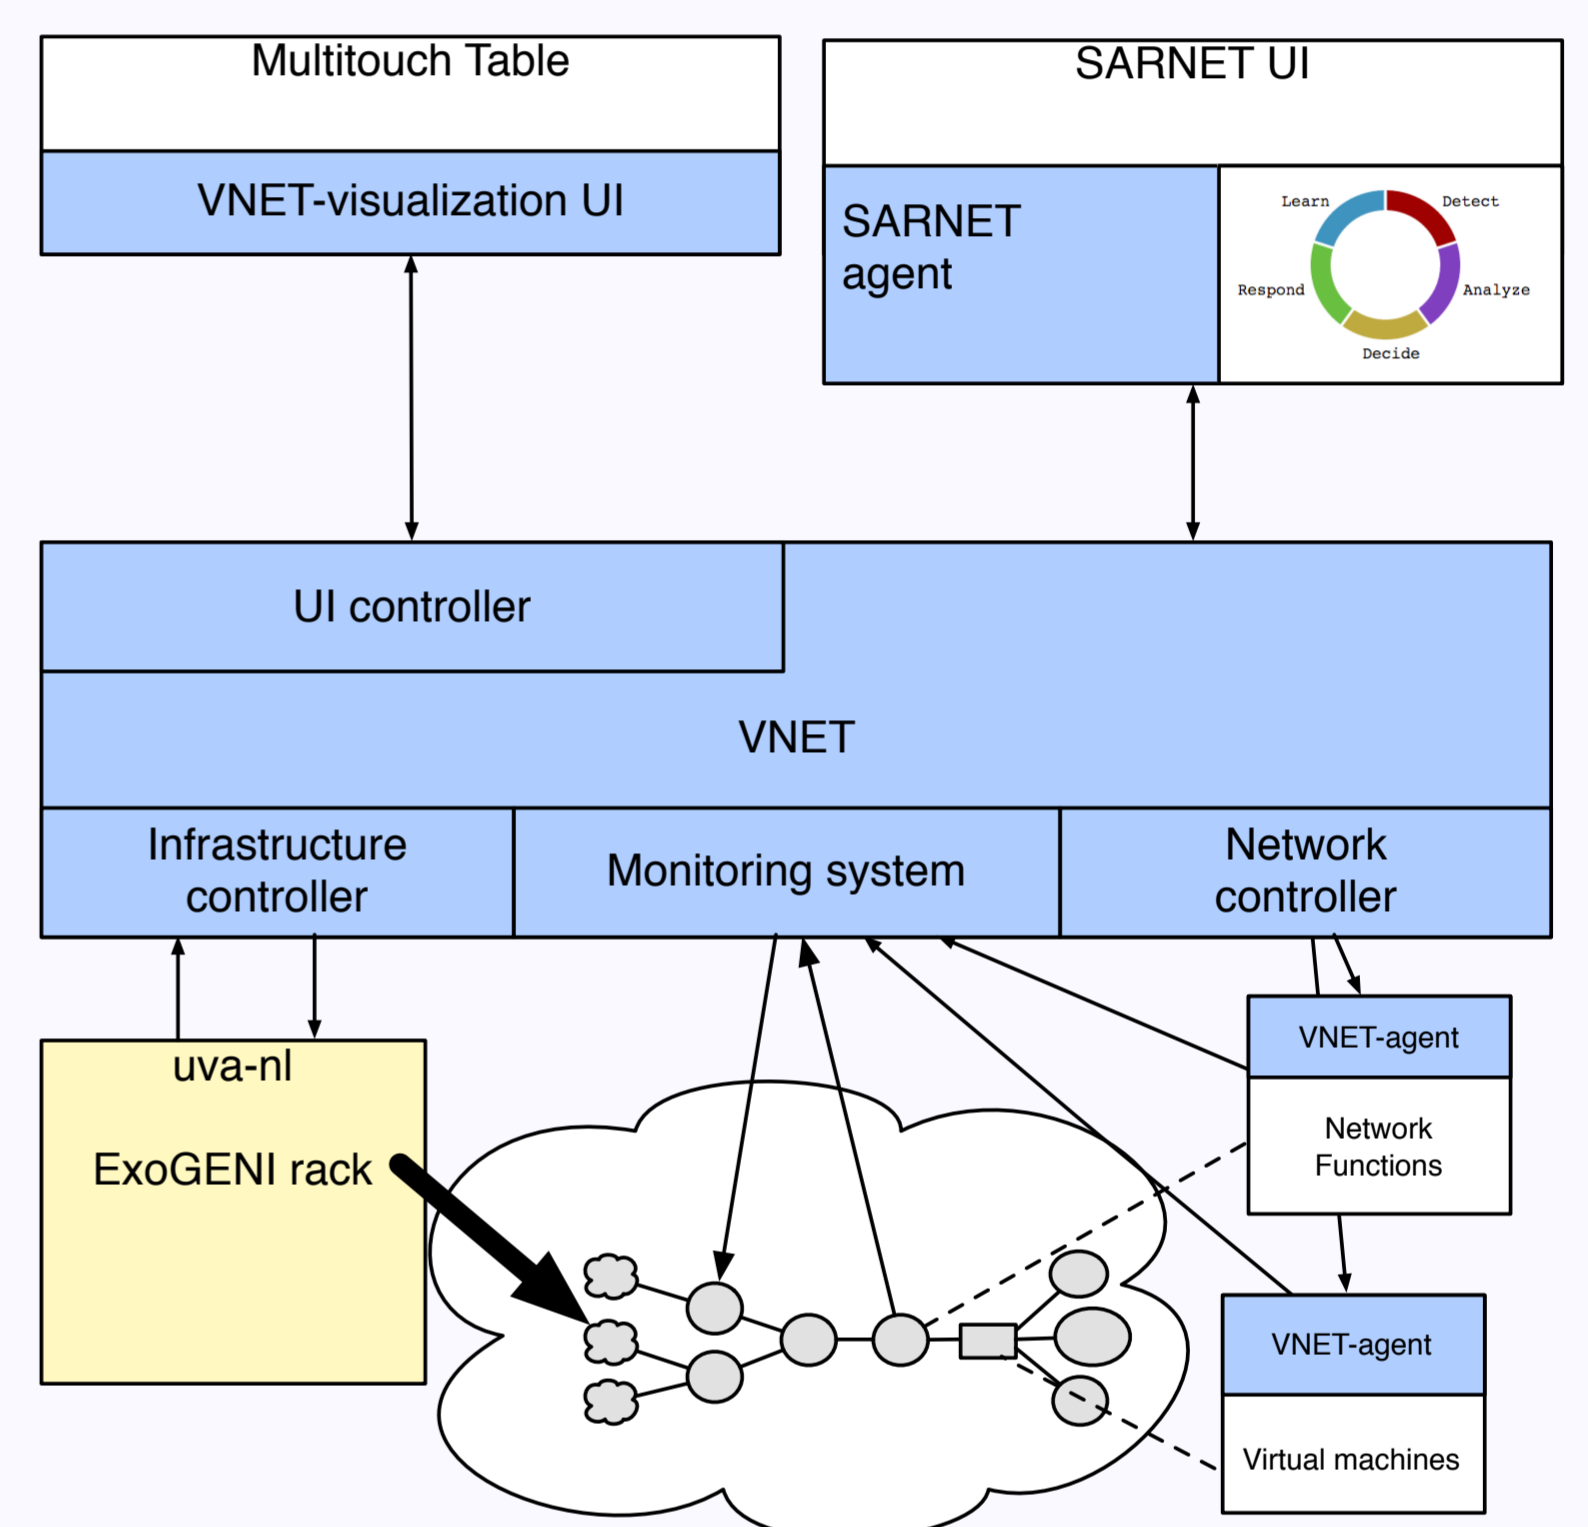 Multitouch Table
VNET-visualization UI
SARNET UI
SARNET
agent
Learn
Detect
Respond
Analyze
Decide
UI controller
VNET
Infrastructure
controller
Monitoring system
Network
controller
uva-nl
ExoGENI rack
VNET-agent
Network
Functions
VNET-agent
Virtual machines